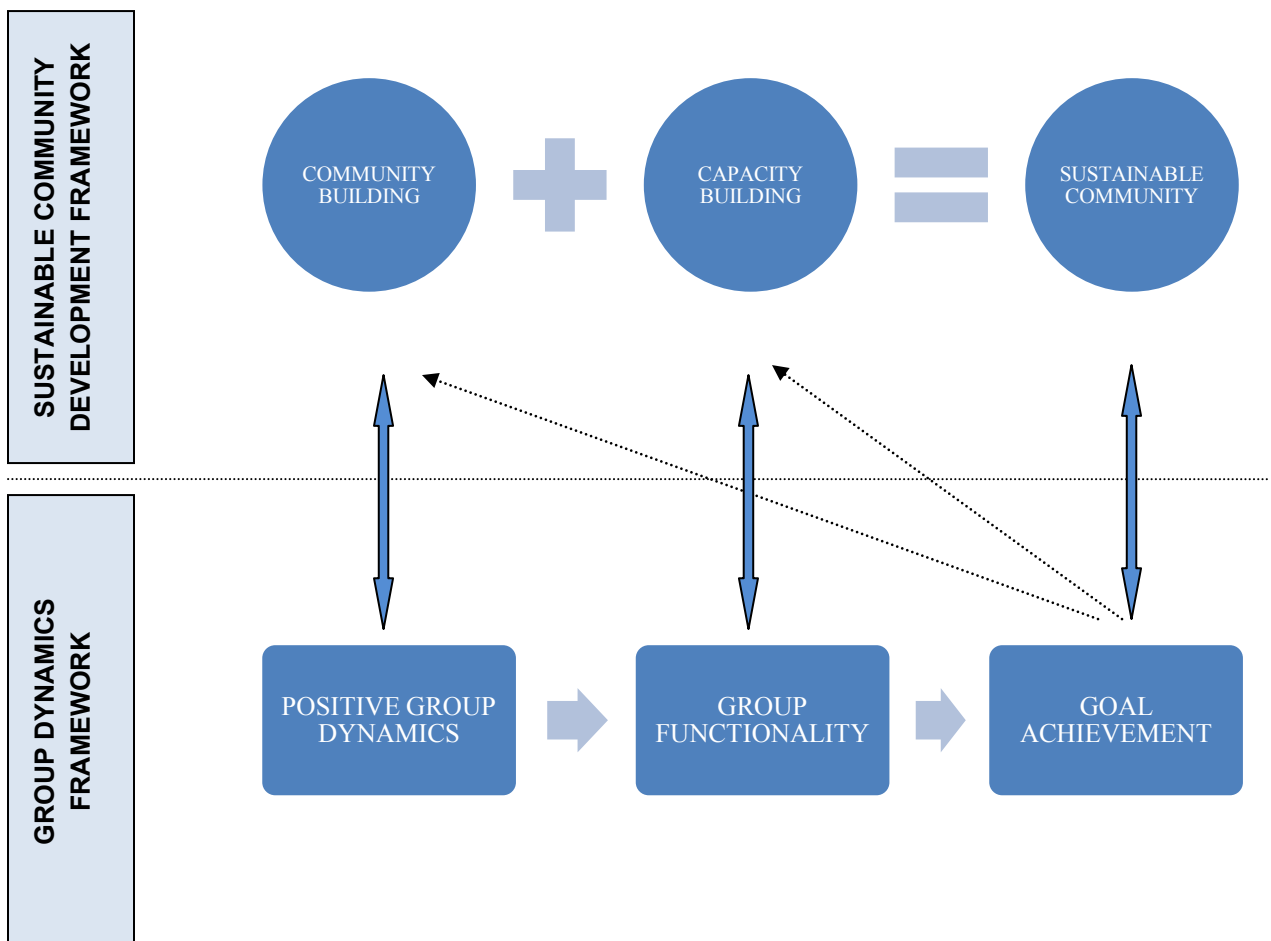 SUSTAINABLE COMMUNITY
DEVELOPMENT FRAMEWORK
COMMUNITY
BUILDING
CAPACITY
BUILDING
SUSTAINABLE
COMMUNITY
GROUP DYNAMICS
FRAMEWORK
POSITIVE GROUP
DYNAMICS
GROUP
FUNCTIONALITY
GOAL
ACHIEVEMENT